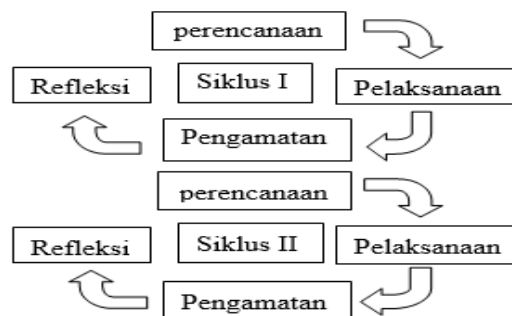 perencanaan
Refleksi
Siklus I
Pelaksanaan
Pengamatan
perencanaan
Refleksi
Siklus II
Pelaksanaan
Pengamatan